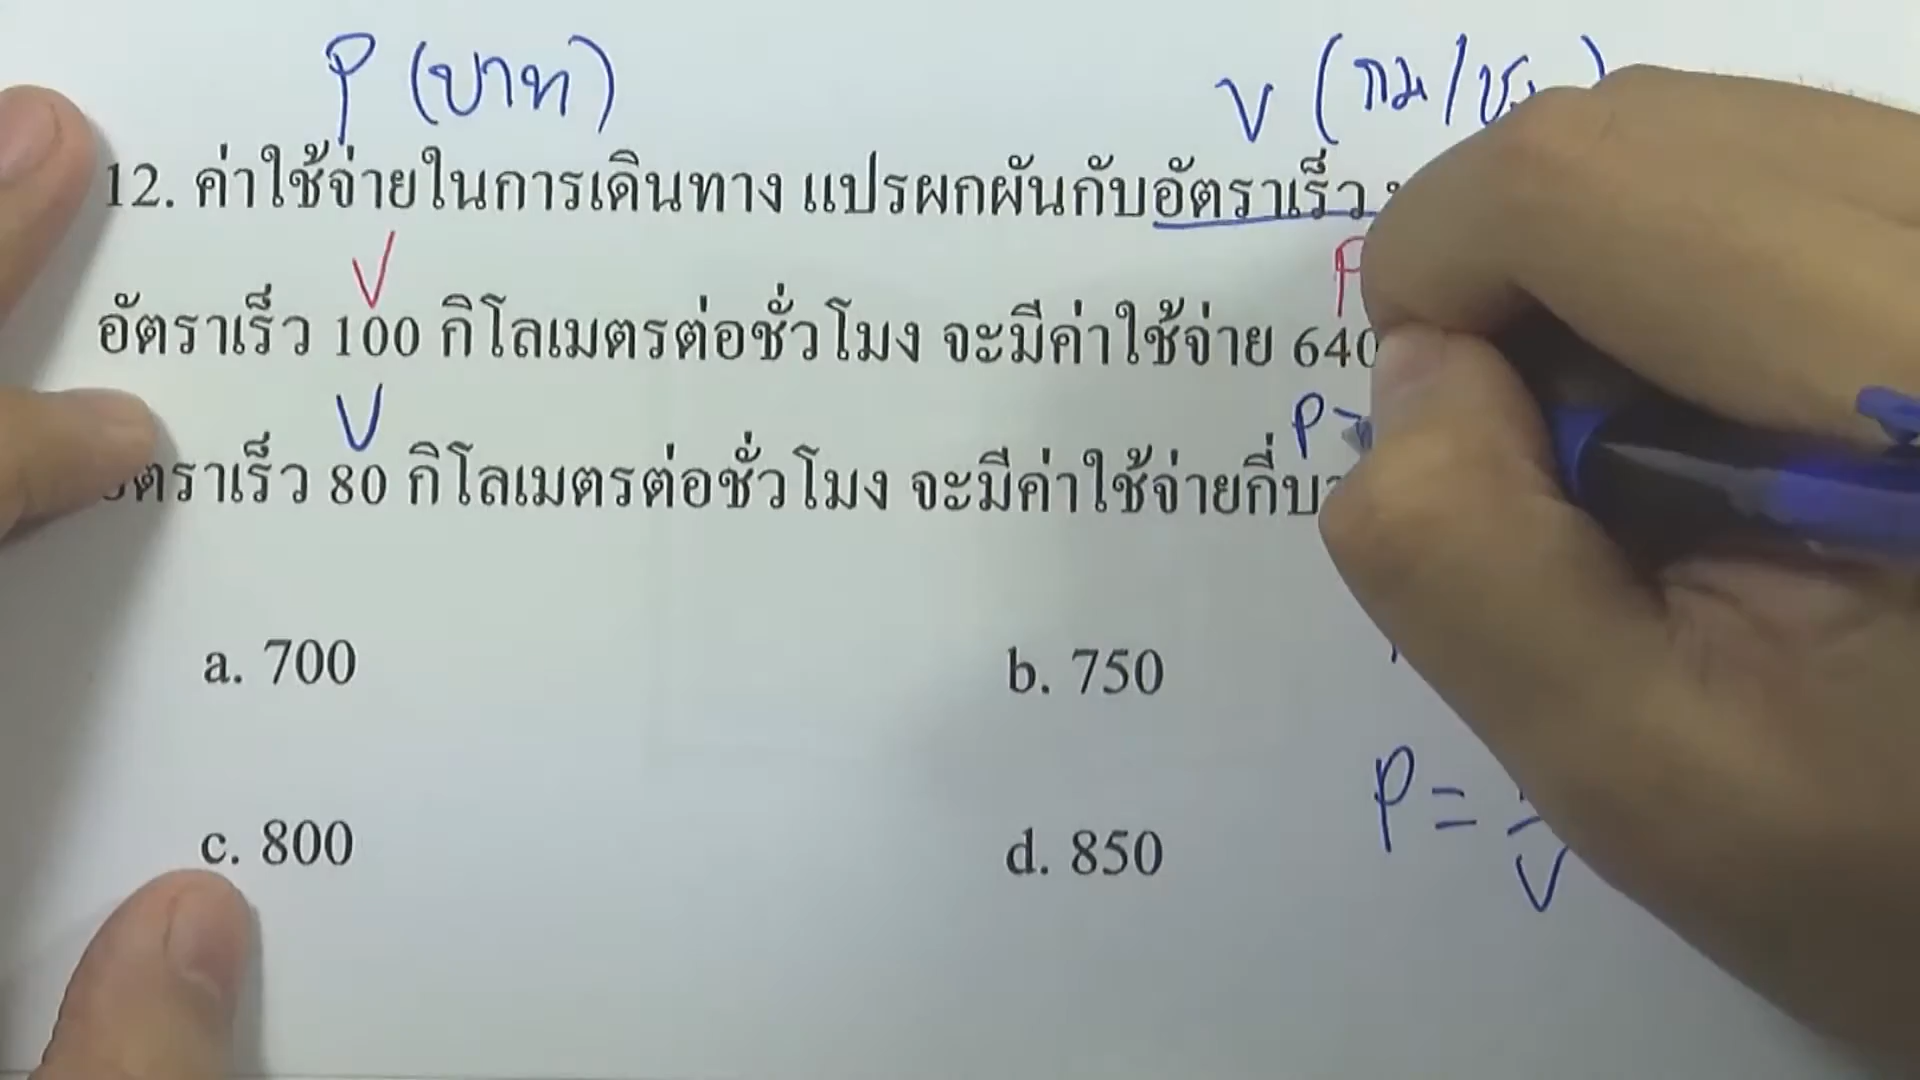 P (บาท) V (กม/ชม)
12. ค่าใช้จ่ายในการเดินทาง แปรผกผันกับอัตราเร็ว
V P
อัตราเร็ว 100 กิโลเมตรต่อชั่วโมง จะมีค่าใช้จ่าย 640
V P =
อัตราเร็ว 80 กิโลเมตรต่อชั่วโมง จะมีค่าใช้จ่ายกี่บา
a. 700 b. 750
P =
V
c. 800 d. 850